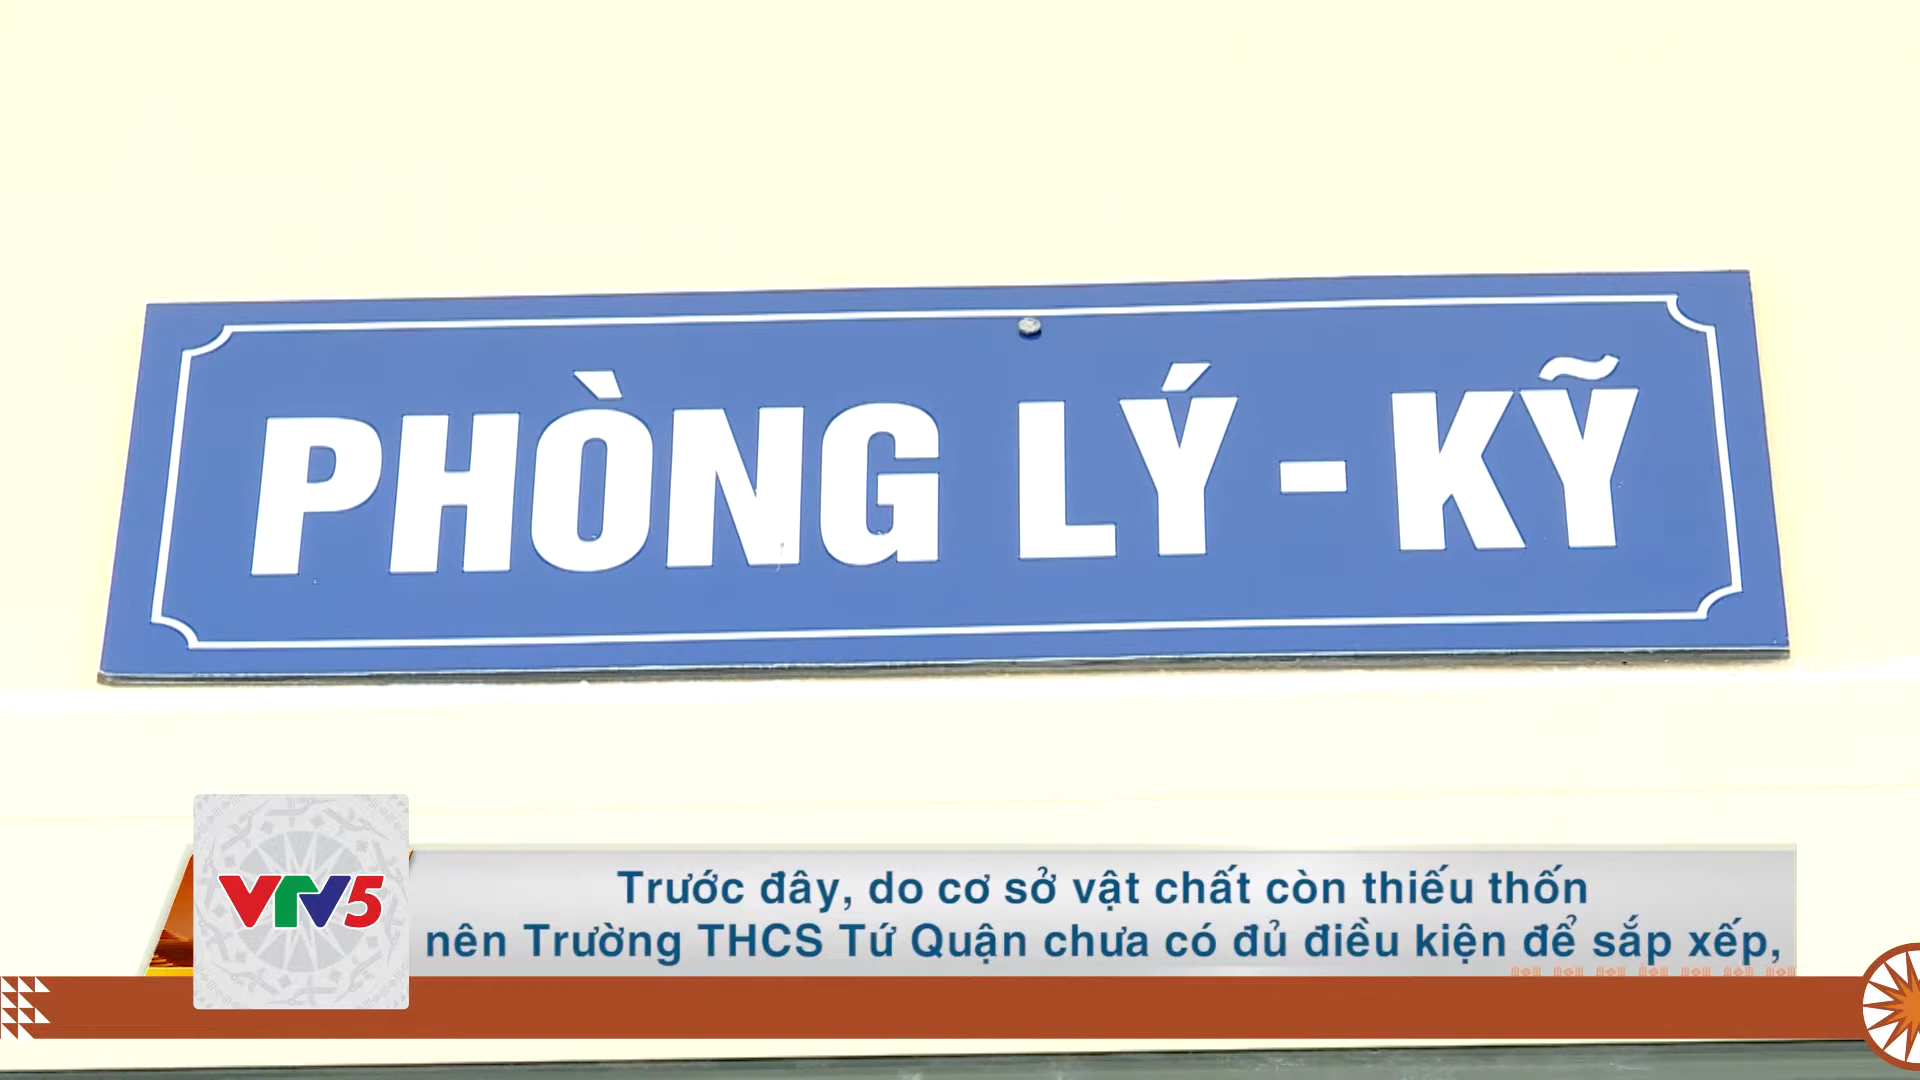 PHÒNG LÝ - KỸ
VTV5
Trước đây, do cơ sở vật chất còn thiếu thốn
nên Trường THCS Tứ Quận chưa có đủ điều kiện để sắp xếp,